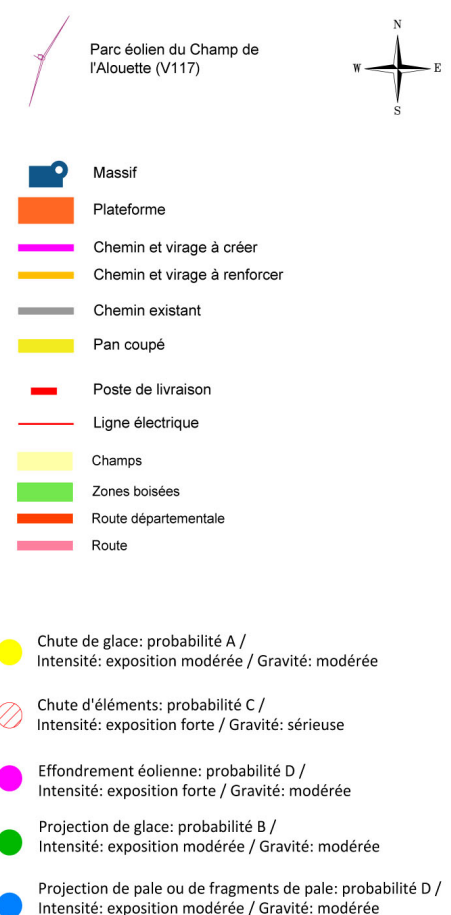 Parc éolien du Champ de
l'Alouette (V117)
N
W
E
S
Massif
Plateforme
Chemin et virage à créer
Chemin et virage à renforcer
Chemin existant
Pan coupé
Poste de livraison
Ligne électrique
Champs
Zones boisées
Route départementale
Route
Chute de glace: probabilité A /
Intensité: exposition modérée / Gravité: modérée
Chute d'éléments: probabilité C /
Intensité: exposition forte / Gravité: sérieuse
Effondrement éolienne: probabilité D /
Intensité: exposition forte / Gravité: modérée
Projection de glace: probabilité B /
Intensité: exposition modérée / Gravité: modérée
Projection de pale ou de fragments de pale: probabilité D /
Intensité: exposition modérée / Gravité: modérée